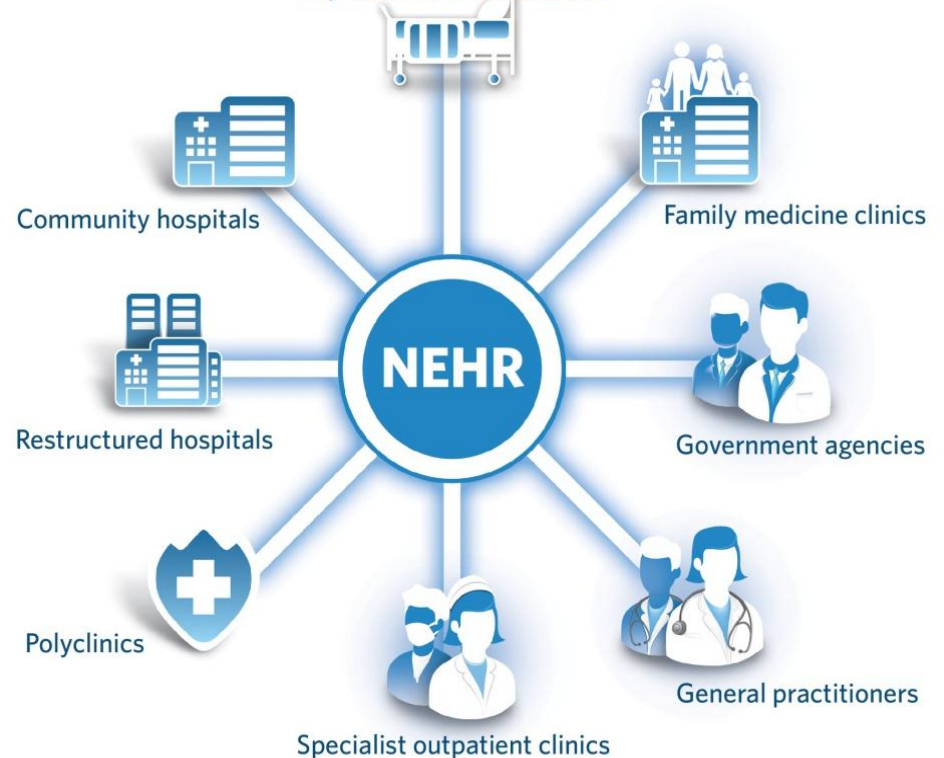 Community hospitals
Family medicine clinics
NEHR
Restructured hospitals
Government agencies
Polyclinics
General practitioners
Specialist outpatient clinics